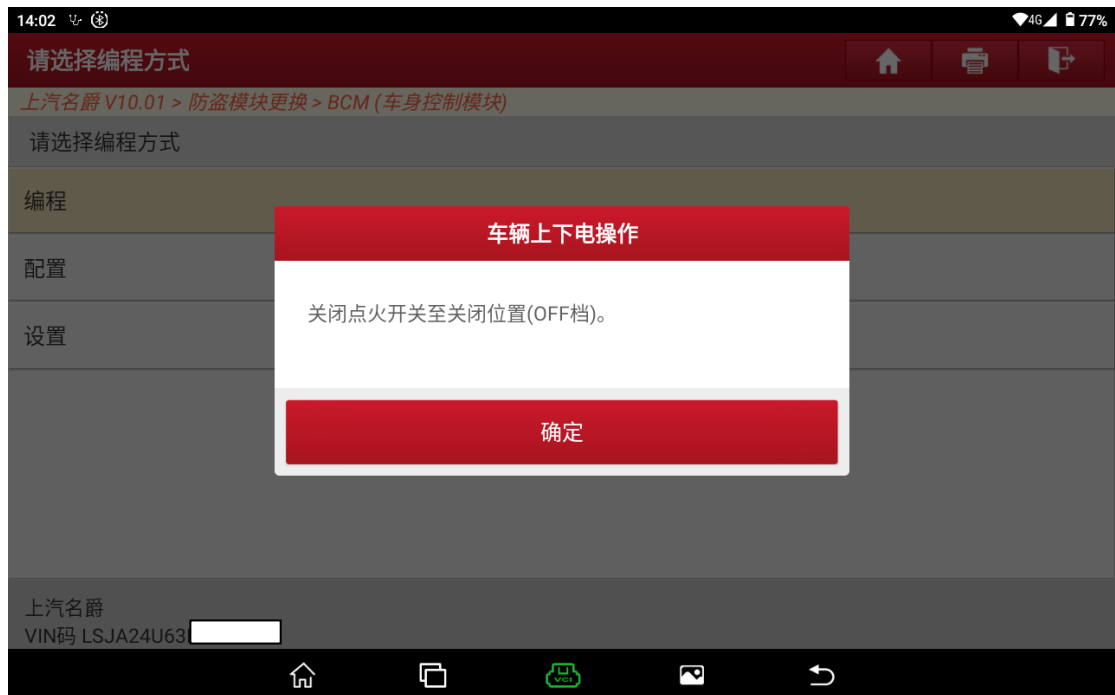 14:02
4G 77%
请选择编程方式
上汽名爵 V10.01 > 防盗模块更换 > BCM (车身控制模块)
请选择编程方式
编程
配置
设置
车辆上下电操作
关闭点火开关至关闭位置(OFF档)。
确定
上汽名爵
VIN码 LSJA24U63
VCI